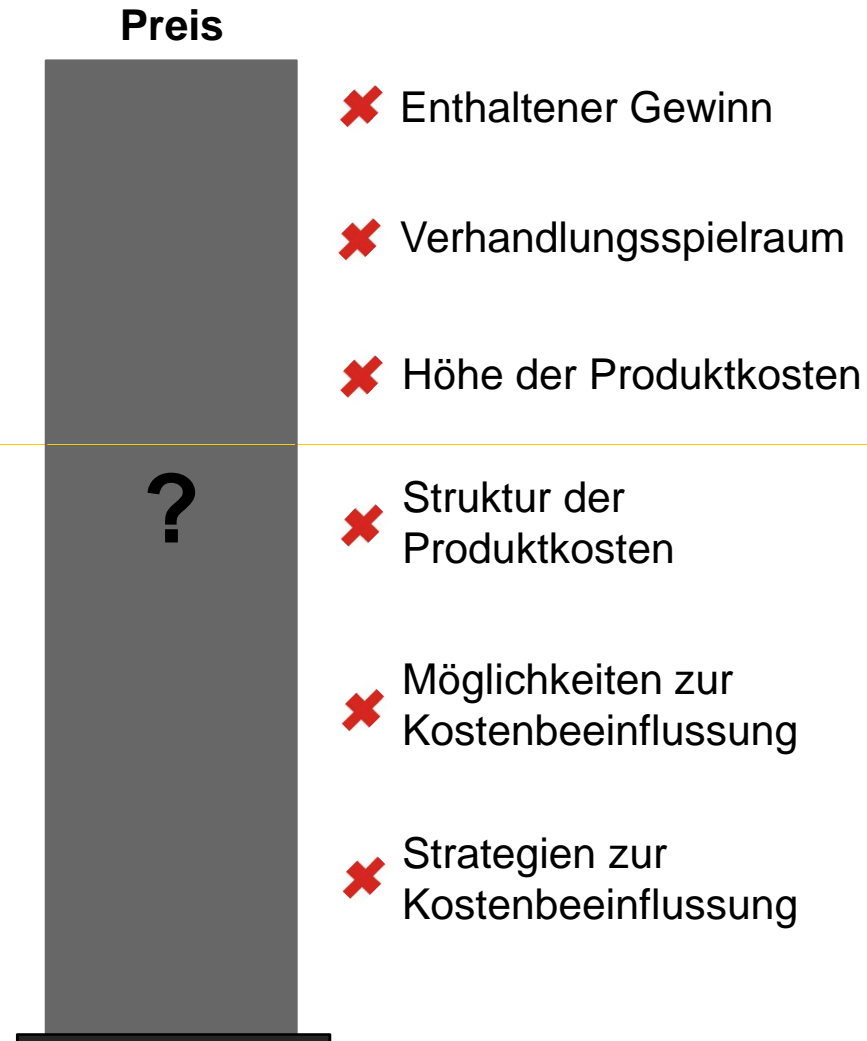 Preis
Enthaltener Gewinn
Verhandlungsspielraum
Höhe der Produktkosten
?
Struktur der
Produktkosten
Möglichkeiten zur
Kostenbeeinflussung
Strategien zur
Kostenbeeinflussung